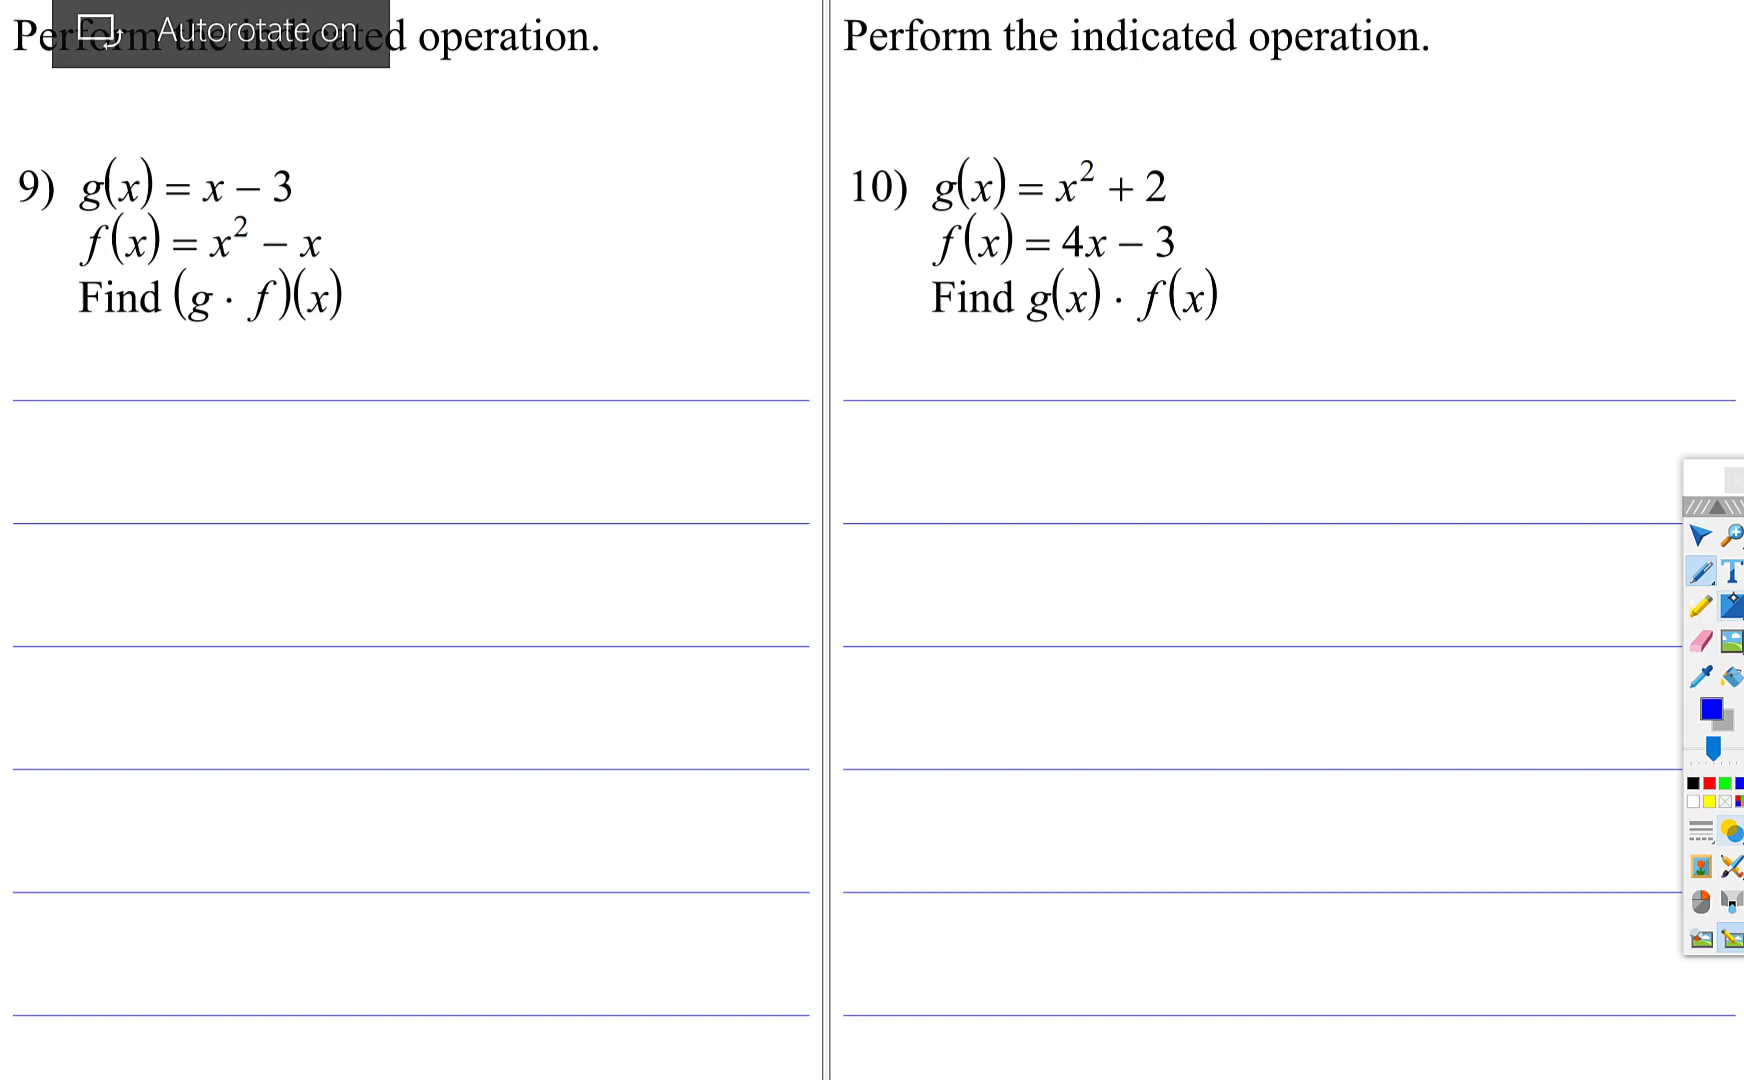 Perform the indicated operation.
Autorotate on
9) g(x) = x − 3
f(x) = x² − x
Find (g · f)(x)
Perform the indicated operation.
10) g(x) = x² + 2
f(x) = 4x − 3
Find g(x) · f(x)
T